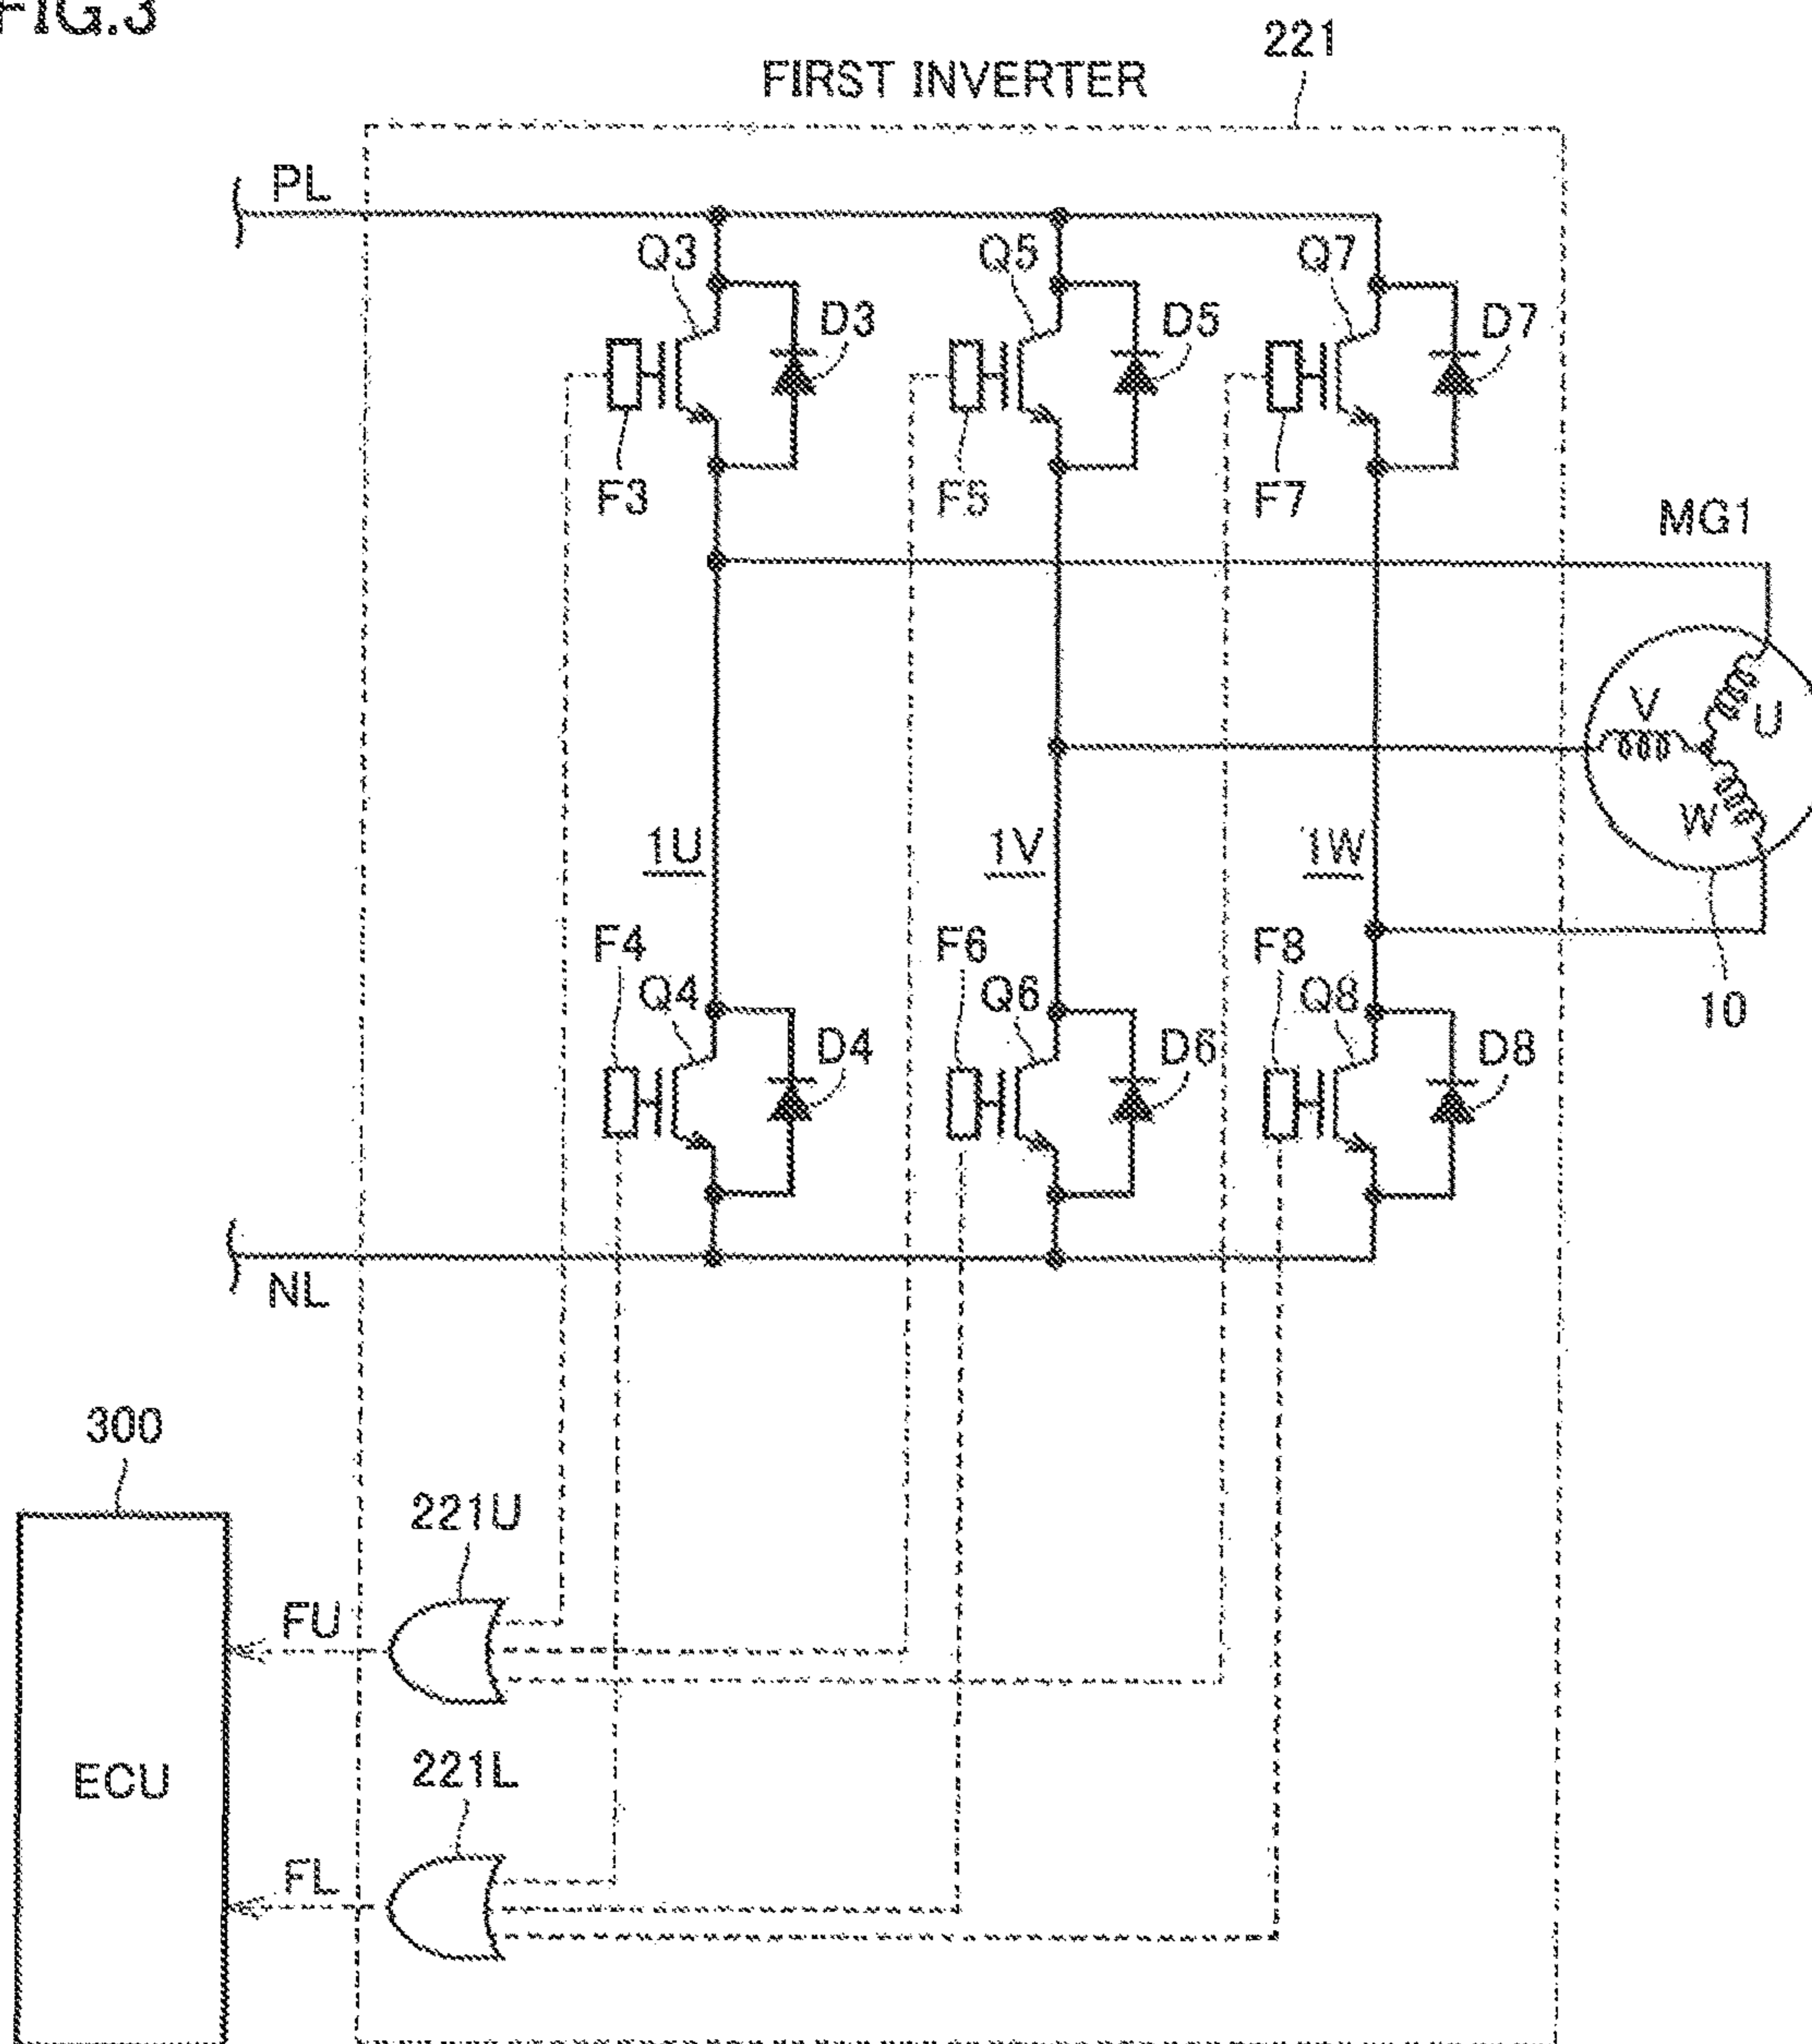 FIG.3
221
FIRST INVERTER
PL
Q3
Q5
Q7
D3
D5
D7
F3
F5
F7
MG1
V
U
W
1U
1V
1W
F4
F6
F8
Q4
Q6
Q8
10
D4
D6
D8
NL
300
221U
FU
ECU
221L
FL